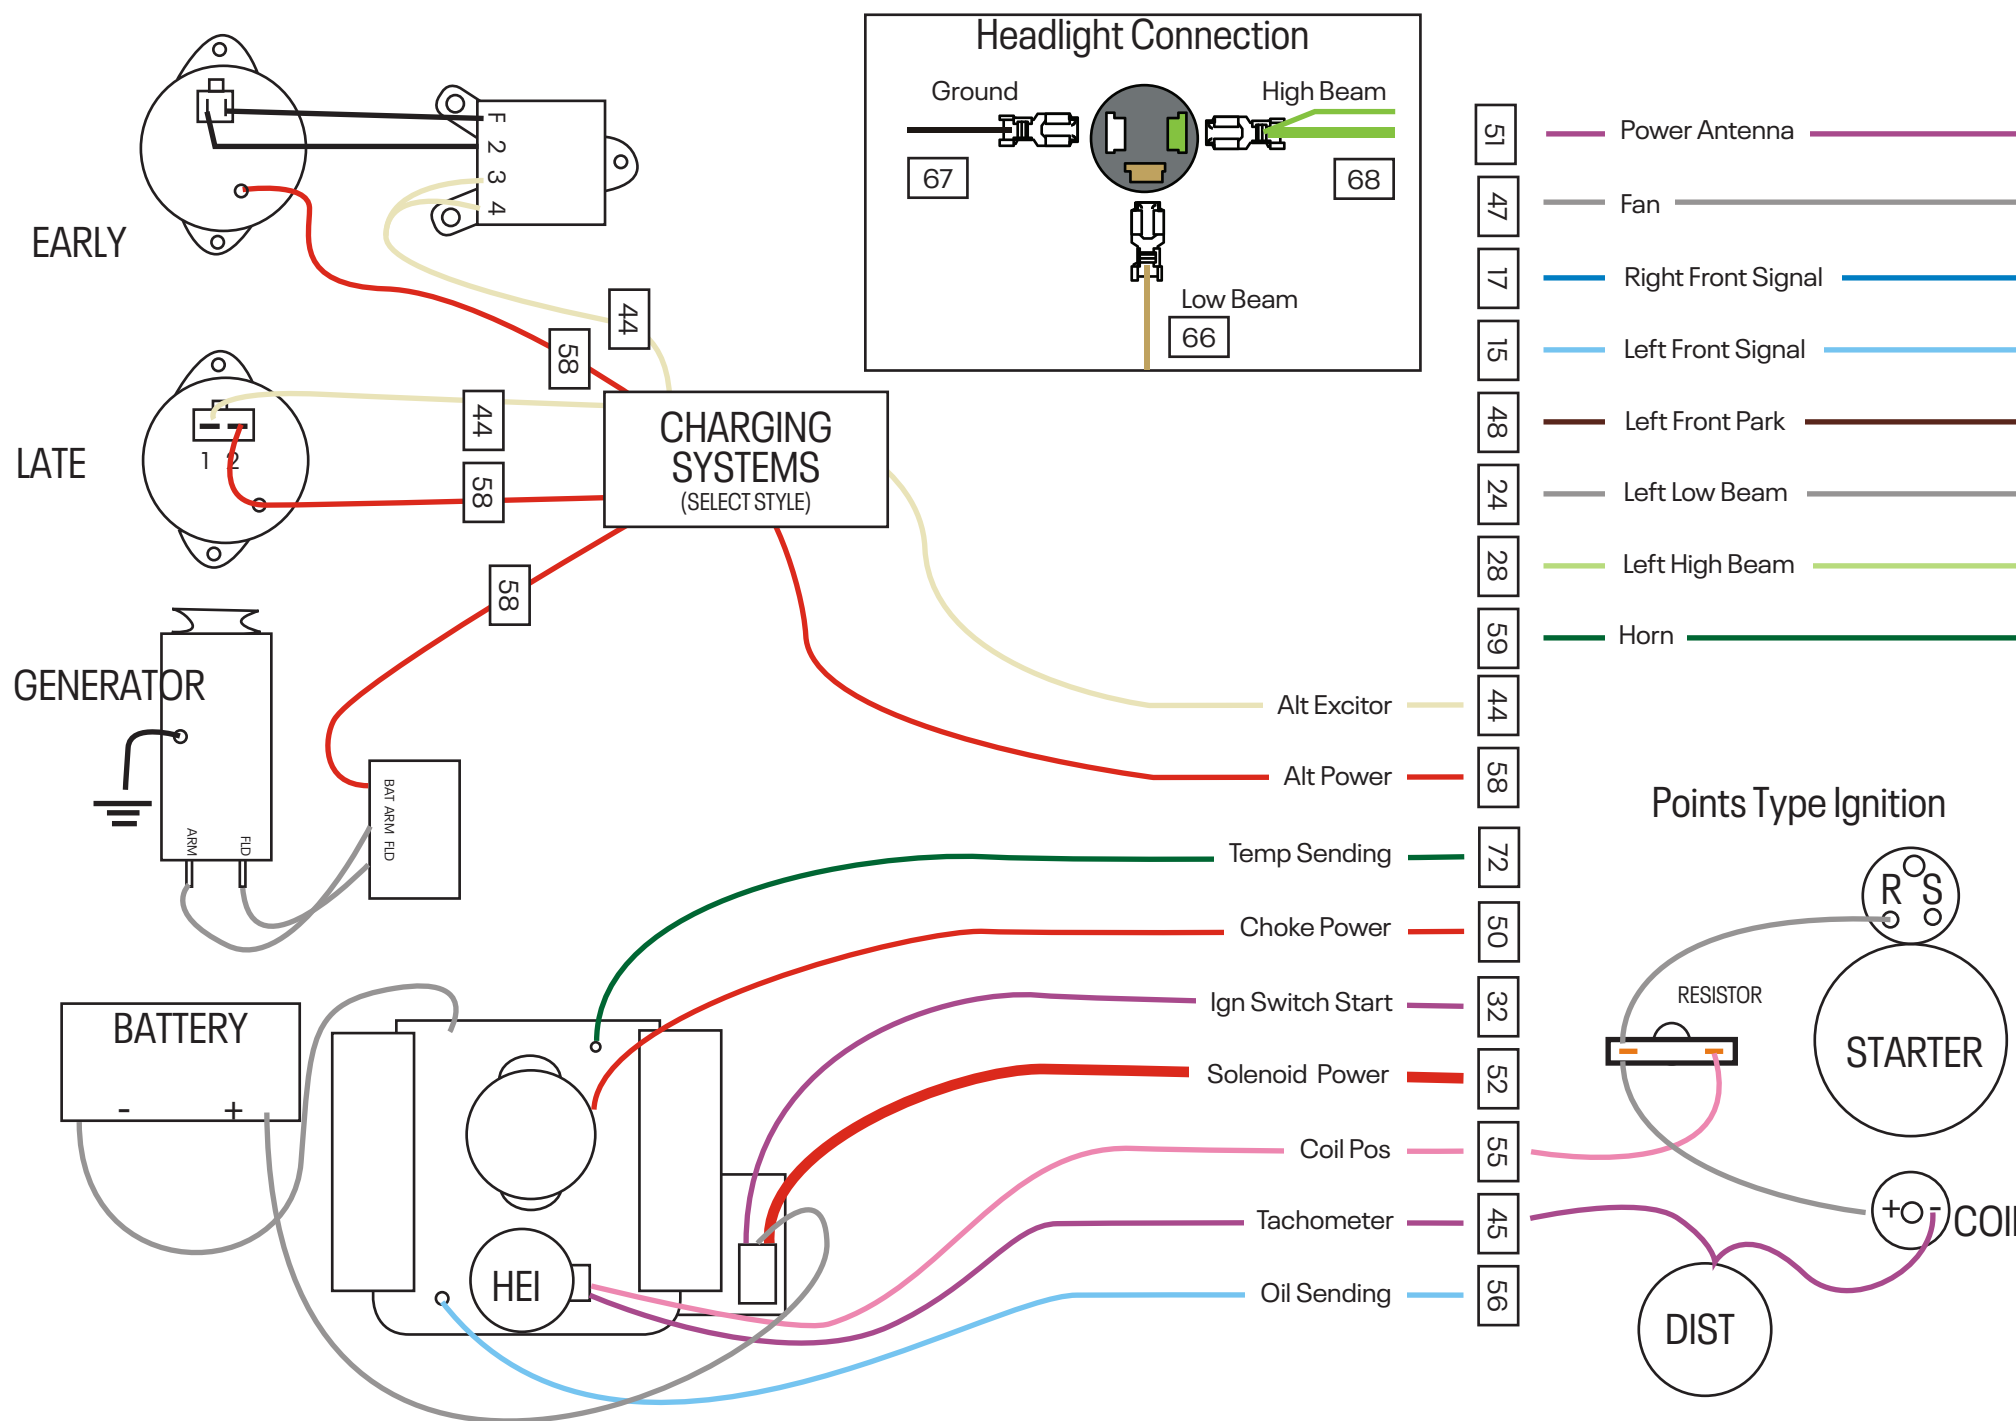 Headlight Connection
Ground
High Beam
67
68
Low Beam
66
F
2
3
4
EARLY
44
58
LATE
1 2
44
58
CHARGING
SYSTEMS
(SELECT STYLE)
58
GENERATOR
ARM
FLD
BAT ARM FLD
BATTERY
- +
HEI
51 Power Antenna
47 Fan
17 Right Front Signal
15 Left Front Signal
48 Left Front Park
24 Left Low Beam
28 Left High Beam
59 Horn
Alt Excitor 44
Alt Power 58
Temp Sending 72
Choke Power 50
Ign Switch Start 32
Solenoid Power 52
Coil Pos 55
Tachometer 45
Oil Sending 56
Points Type Ignition
R S
RESISTOR
STARTER
+ -
DIST